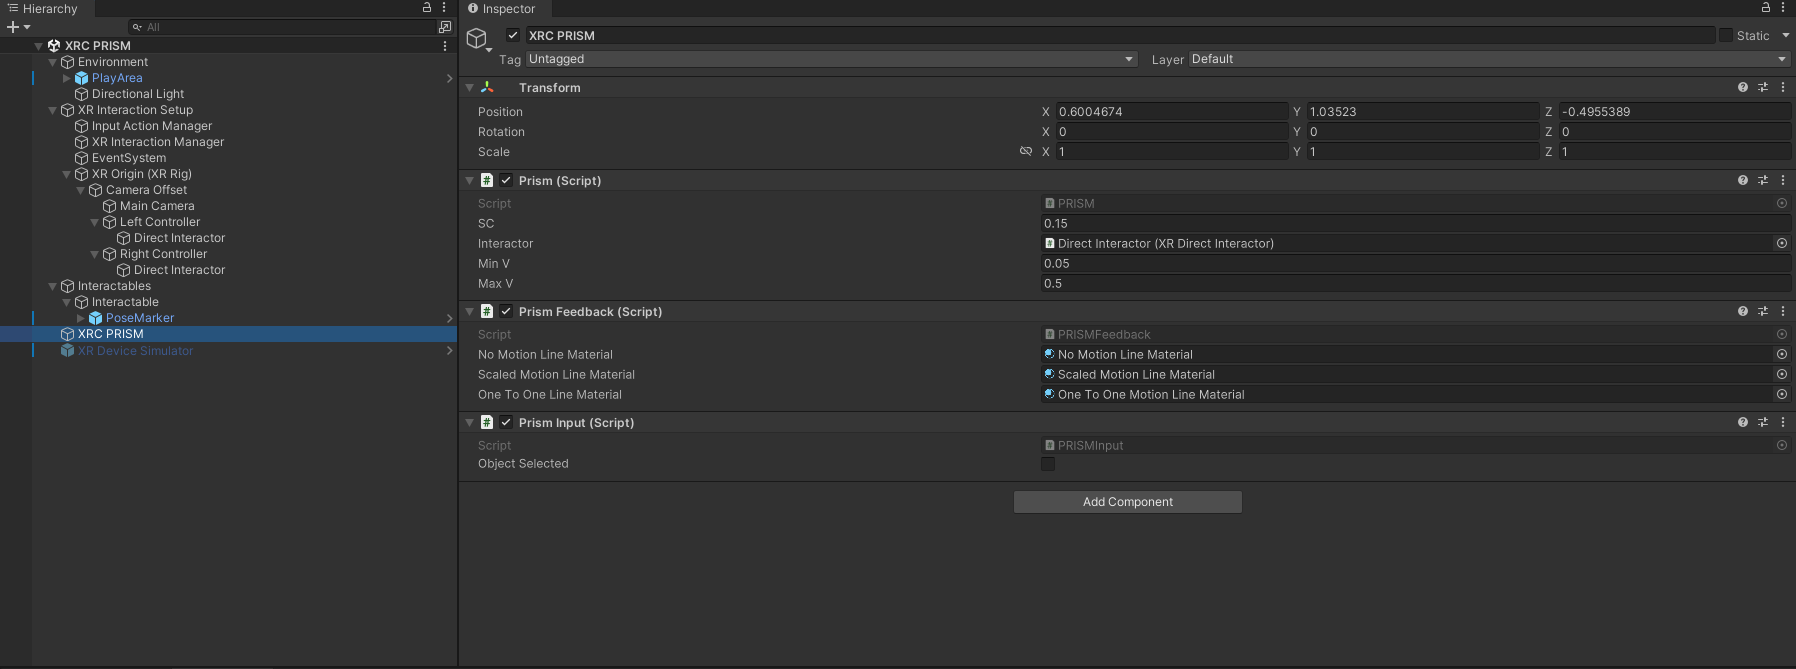 Hierarchy
All
XRC PRISM
Environment
PlayArea
Directional Light
XR Interaction Setup
Input Action Manager
XR Interaction Manager
EventSystem
XR Origin (XR Rig)
Camera Offset
Main Camera
Left Controller
Direct Interactor
Right Controller
Direct Interactor
Interactables
Interactable
PoseMarker
XRC PRISM
XR Device Simulator
Inspector
XRC PRISM Static
Tag Untagged Layer Default
Transform
Position X 0.6004674 Y 1.03523 Z -0.4955389
Rotation X 0 Y 0 Z 0
Scale X 1 Y 1 Z 1
# Prism (Script)
Script PRISM
SC 0.15
Interactor Direct Interactor (XR Direct Interactor)
Min V 0.05
Max V 0.5
# Prism Feedback (Script)
Script PRISMFeedback
No Motion Line Material No Motion Line Material
Scaled Motion Line Material Scaled Motion Line Material
One To One Line Material One To One Motion Line Material
# Prism Input (Script)
Script PRISMInput
Object Selected
Add Component